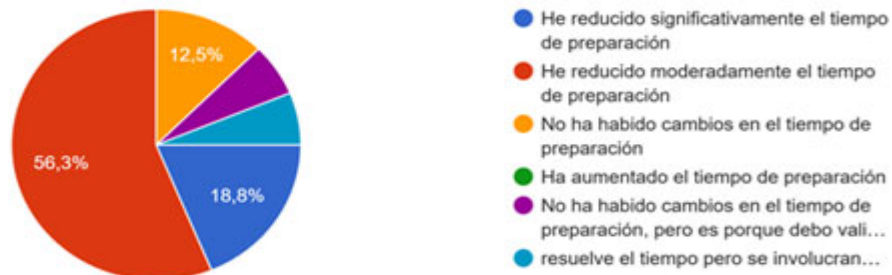 12,5%
56,3%
18,8%
He reducido significativamente el tiempo
de preparación
He reducido moderadamente el tiempo
de preparación
No ha habido cambios en el tiempo de
preparación
Ha aumentado el tiempo de preparación
No ha habido cambios en el tiempo de
preparación, pero es porque debo vali…
resuelve el tiempo pero se involucran…